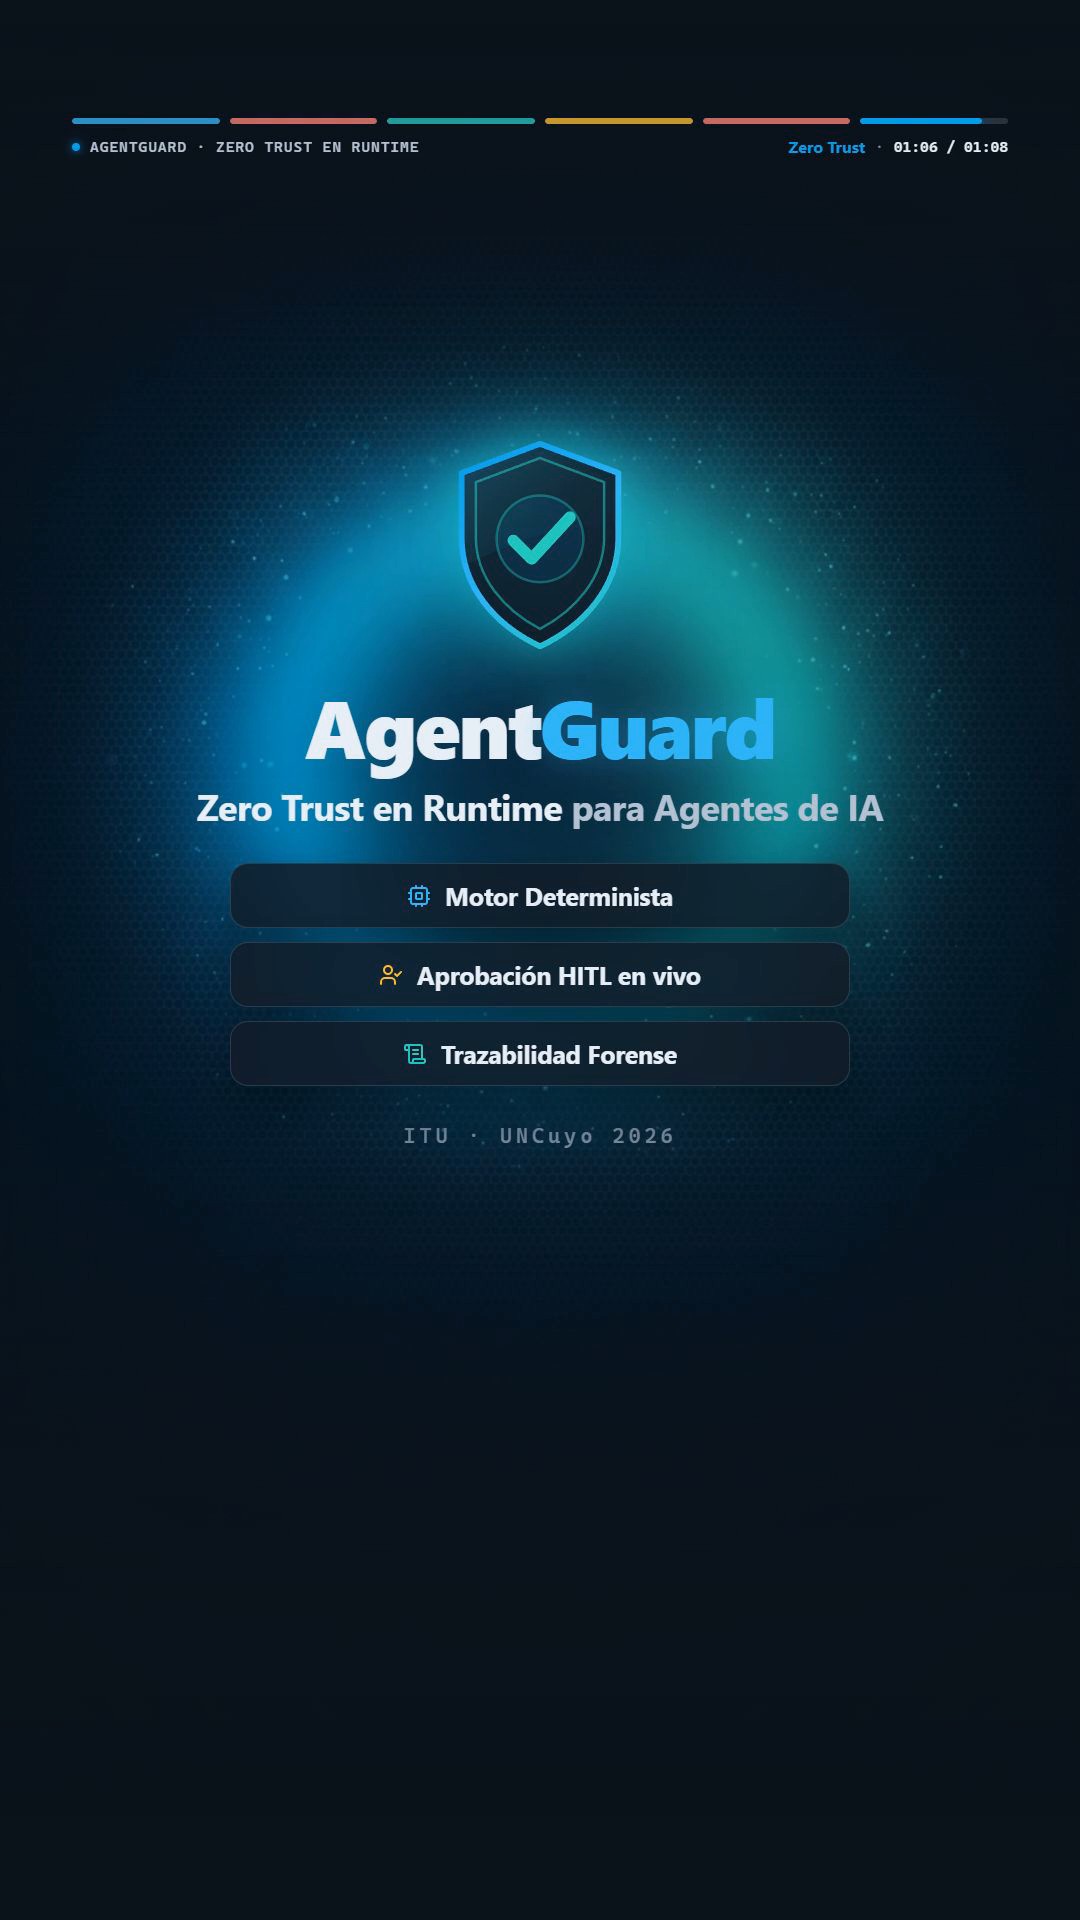 AGENTGUARD · ZERO TRUST EN RUNTIME
Zero Trust · 01:06 / 01:08
AgentGuard
Zero Trust en Runtime para Agentes de IA
Motor Determinista
Aprobación HITL en vivo
Trazabilidad Forense
ITU · UNCuyo 2026